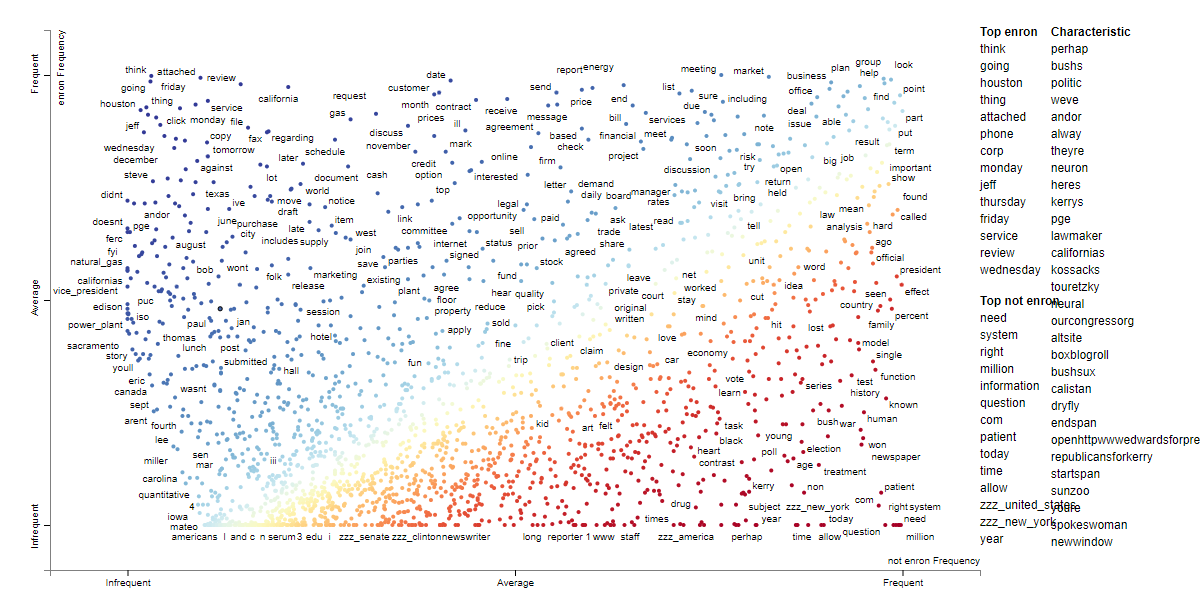 Top enron Characteristic
think perhap
going bushs
houston politic
thing weve
attached andor
phone alway
corp theyre
monday neuron
jeff heres
thursday kerrys
friday pge
service lawmaker
review californias
wednesday kossacks
touretzky
Top not enron neural
need ourcongressorg
system altsite
right boxblogroll
million bushsux
information calistan
question dryfly
com endspan
patient openhttpwwwedwardsforpre
today republicansforkerry
time startspan
allow sunzoo
zzz_united_states youre
zzz_new_york spokeswoman
year newwindow
enron Frequency
Frequent
Average
Infrequent
think attached review date report energy meeting market business plan group help look
going friday california request customer send list office point
houston thing service gas month contract receive price end due sure including deal find part
jeff click monday file prices ill message bill services note issue able put
wednesday copy fax regarding discuss mark agreement based financial meet result
december tomorrow later schedule november online check project soon risk big job term
steve against lot document cash credit option interested firm discussion try open important
didnt texas ive move world notice top letter demand manager return held show
andor june purchase draft item link legal daily board rates visit bring found
doesnt pge city late west committee opportunity paid ask latest read tell law mean called
ferc august includes supply join internet sell trade analysis hard
fyi bob wont save parties signed status prior share ago
natural_gas folk marketing existing stock agreed unit word official
californias release plant agree fund leave net idea president
vice_president puc session floor hear quality private court worked cut seen effect
edison iso paul jan property reduce pick original stay country percent
power_plant thomas hotel apply sold written mind hit lost family
sacramento lunch post fine client love model
story submitted fun trip claim car economy single
youll hall design vote function
eric wasnt learn series test history
canada known
sept
arent fourth kid art felt task bush war human
lee black young won
miller sen iii heart poll election newspaper
mar contrast age
carolina kerry non treatment patient
quantitative com
4 drug subject zzz_new_york right system
iowa times year today need
mateo question
americans l and c n serum 3 edu i zzz_senate zzz_clinton newswriter long reporter 1 www staff zzz_america perhap time allow million
not enron Frequency
Infrequent Average Frequent